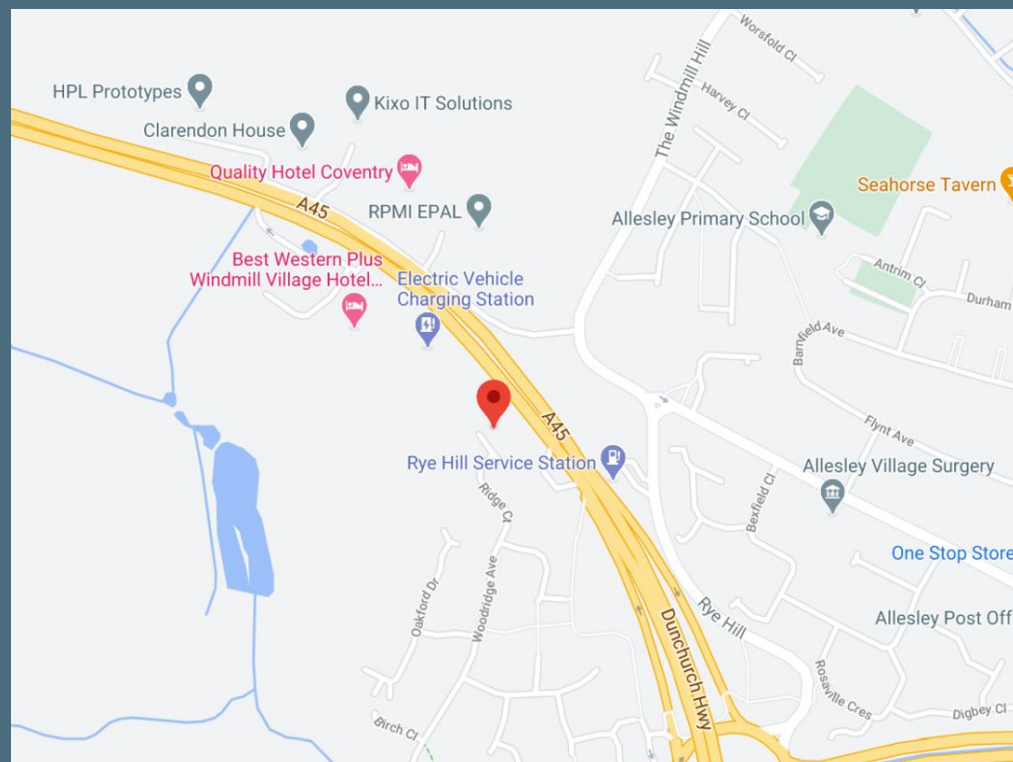 Worsfold Cl
HPL Prototypes
Kixo IT Solutions
Harvey Cl
The Windmill Hill
Clarendon House
Quality Hotel Coventry
Seahorse Tavern
A45
RPMI EPAL
Allesley Primary School
Best Western Plus
Windmill Village Hotel...
Electric Vehicle
Charging Station
Antrim Cl
Durham
Barnfield Ave
A45
Flynt Ave
Rye Hill Service Station
Allesley Village Surgery
Ridge Ct
Bexfield Cl
One Stop Store
Oakford Dr
Woodridge Ave
Rye Hill
Allesley Post Off
Dunchurch Hwy
Rosaville Cres
Digbey Cl
Birch Cl